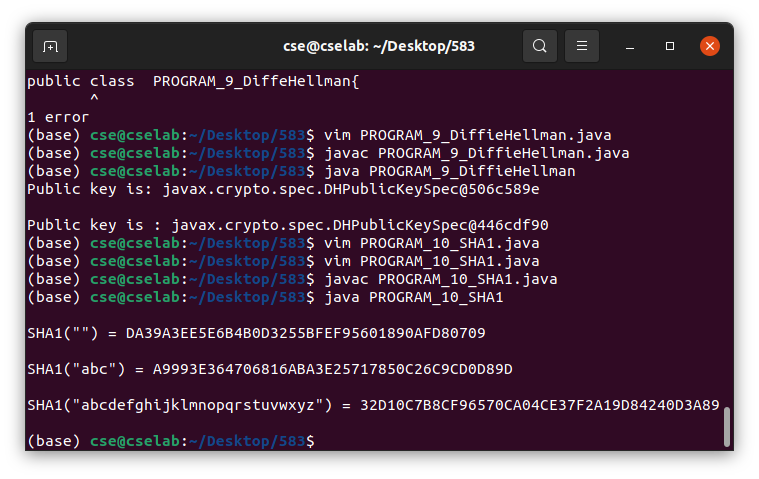 cse@cselab: ~/Desktop/583
public class  PROGRAM_9_DiffeHellman{
       ^
1 error
(base) cse@cselab:~/Desktop/583$ vim PROGRAM_9_DiffieHellman.java
(base) cse@cselab:~/Desktop/583$ javac PROGRAM_9_DiffieHellman.java
(base) cse@cselab:~/Desktop/583$ java PROGRAM_9_DiffieHellman
Public key is: javax.crypto.spec.DHPublicKeySpec@506c589e

Public key is : javax.crypto.spec.DHPublicKeySpec@446cdf90
(base) cse@cselab:~/Desktop/583$ vim PROGRAM_10_SHA1.java
(base) cse@cselab:~/Desktop/583$ vim PROGRAM_10_SHA1.java
(base) cse@cselab:~/Desktop/583$ javac PROGRAM_10_SHA1.java
(base) cse@cselab:~/Desktop/583$ java PROGRAM_10_SHA1

SHA1("") = DA39A3EE5E6B4B0D3255BFEF95601890AFD80709

SHA1("abc") = A9993E364706816ABA3E25717850C26C9CD0D89D

SHA1("abcdefghijklmnopqrstuvwxyz") = 32D10C7B8CF96570CA04CE37F2A19D84240D3A89

(base) cse@cselab:~/Desktop/583$